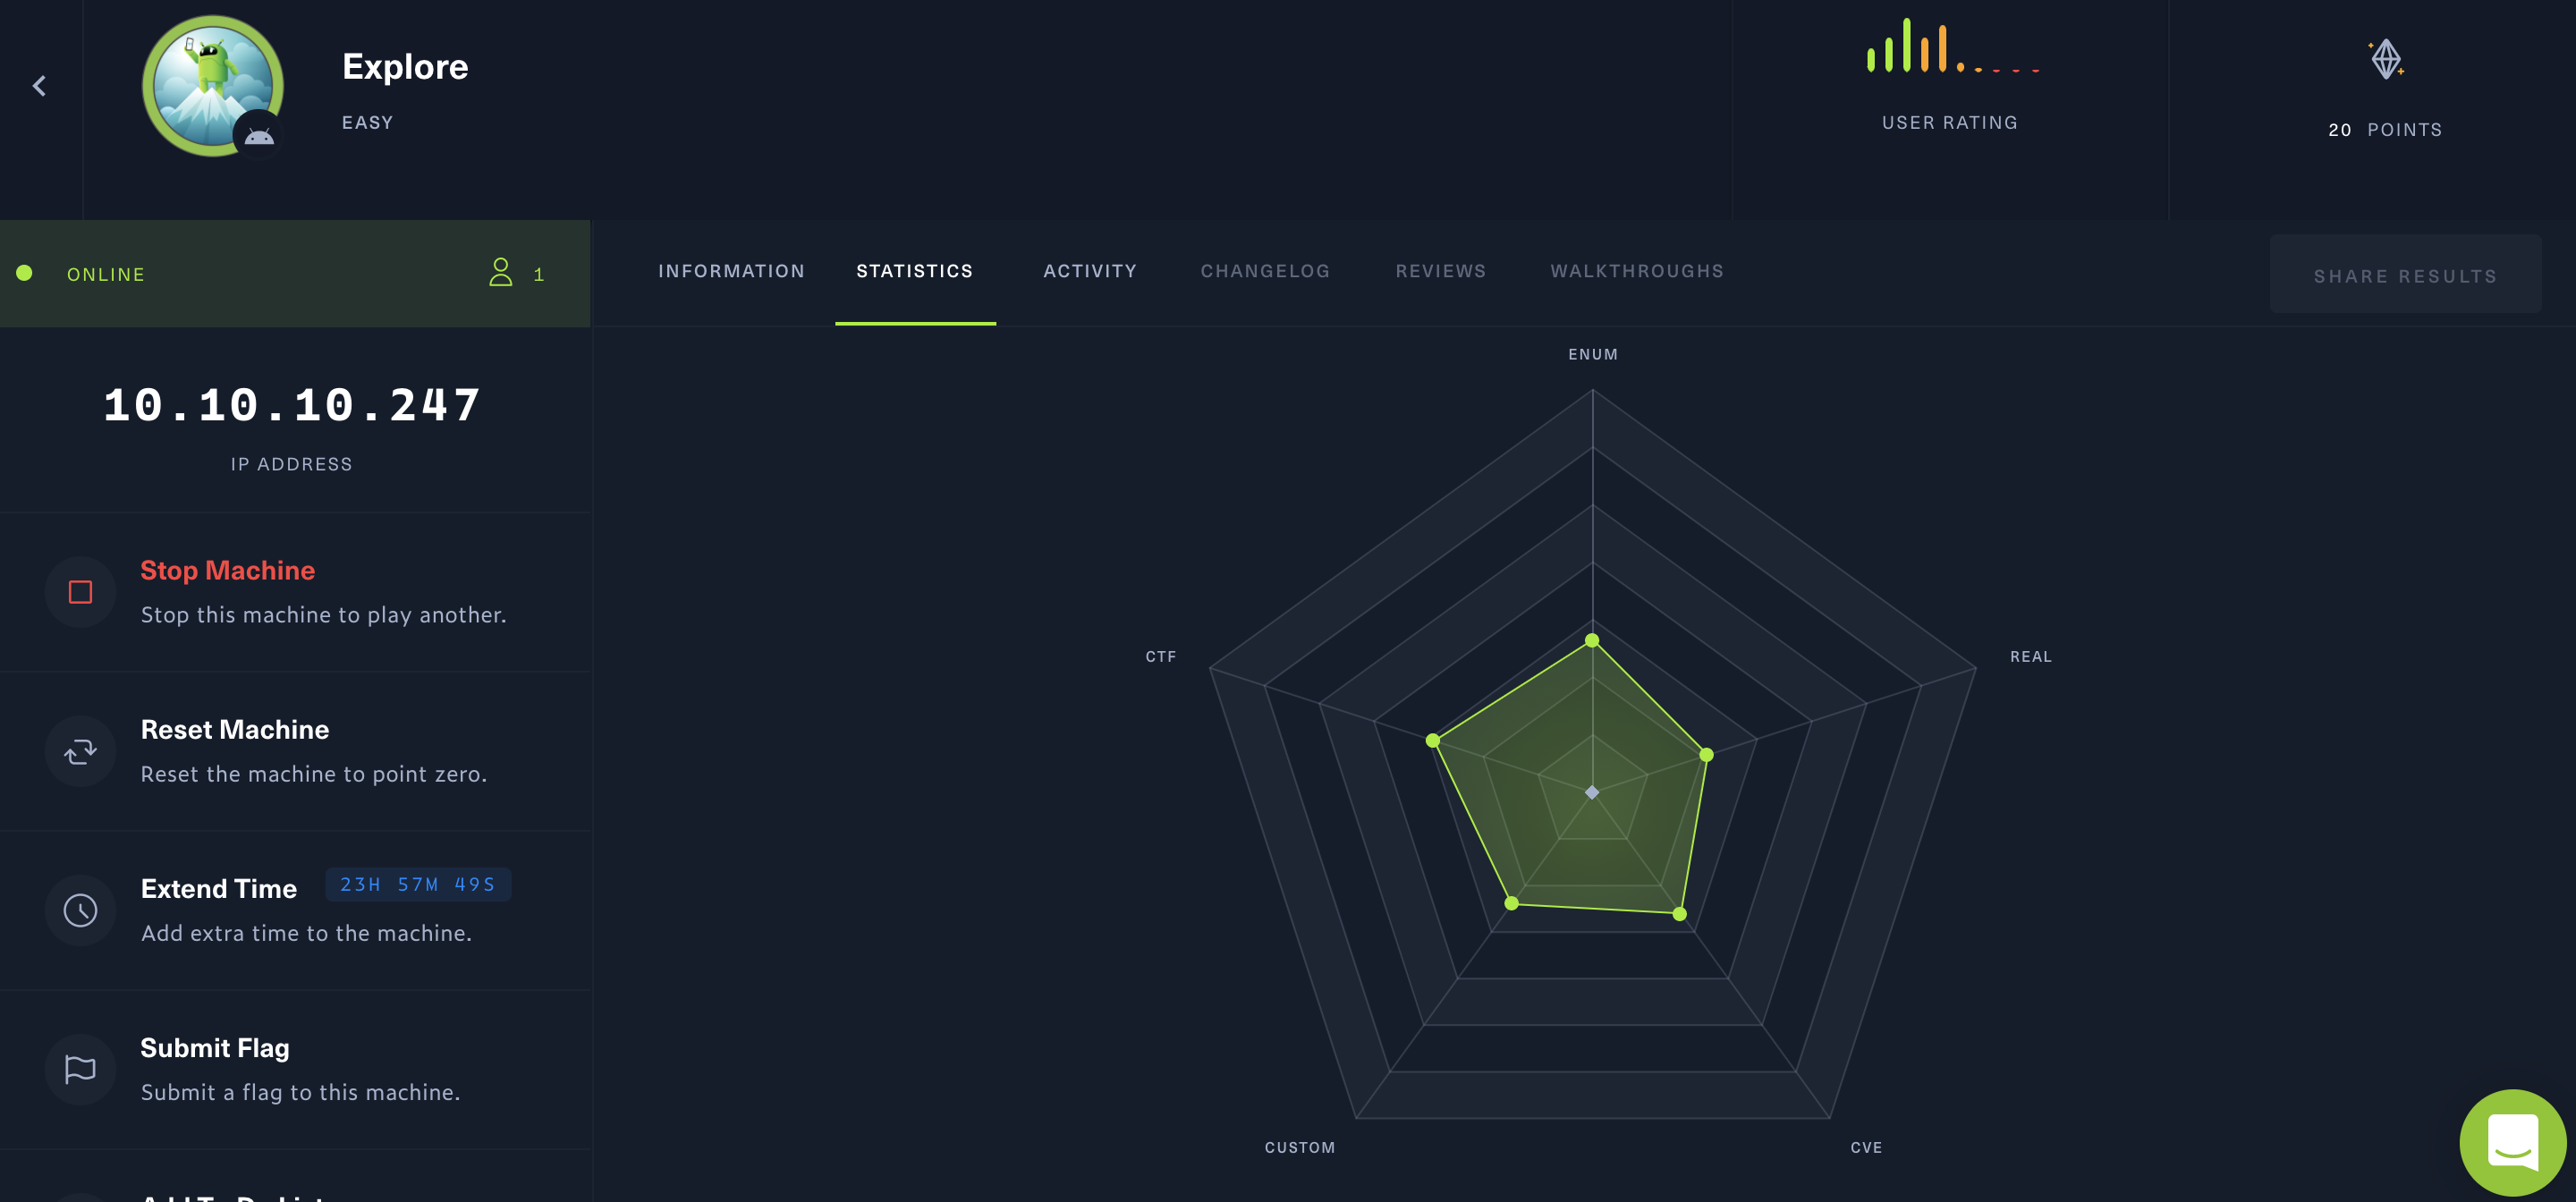 Explore
EASY
USER RATING
20 POINTS
ONLINE
1
INFORMATION
STATISTICS
ACTIVITY
CHANGELOG
REVIEWS
WALKTHROUGHS
SHARE RESULTS
10.10.10.247
IP ADDRESS
Stop Machine
Stop this machine to play another.
Reset Machine
Reset the machine to point zero.
Extend Time
23H 57M 49S
Add extra time to the machine.
Submit Flag
Submit a flag to this machine.
ENUM
CTF
REAL
CUSTOM
CVE